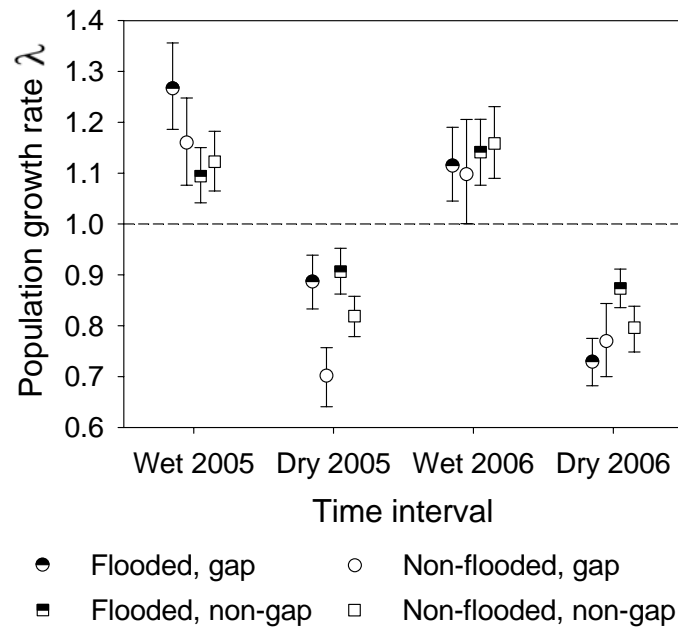 Population growth rate λ
1.4
1.3
1.2
1.1
1.0
0.9
0.8
0.7
0.6
Wet 2005 Dry 2005 Wet 2006 Dry 2006
Time interval
Flooded, gap Non-flooded, gap
Flooded, non-gap Non-flooded, non-gap